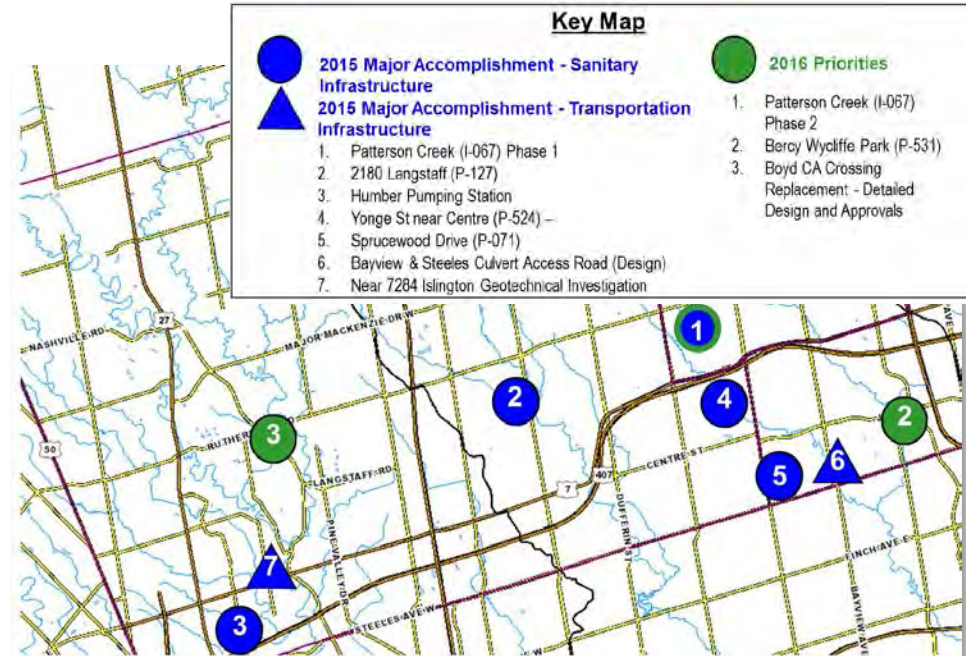 Key Map
2015 Major Accomplishment - Sanitary
Infrastructure
2015 Major Accomplishment - Transportation
Infrastructure
1. Patterson Creek (I-067) Phase 1
2. 2180 Langstaff (P-127)
3. Humber Pumping Station
4. Yonge St near Centre (P-524) –
5. Sprucewood Drive (P-071)
6. Bayview & Steeles Culvert Access Road (Design)
7. Near 7284 Islington Geotechnical Investigation
2016 Priorities
1. Patterson Creek (I-067)
Phase 2
2. Bercy Wycliffe Park (P-531)
3. Boyd CA Crossing
Replacement - Detailed
Design and Approvals
NASHVILLE RD
27
MAJOR MACKENZIE DR W
1
AVE
2
4
2
3
RUTHER
D
50
LANGSTAFF RD
CENTRE ST
6
407
7
5
DUFFERIN ST
7
PINE VALLEY DR
FINCH AVE E
STEELES AVE W
3
E W
BAYVIEW AVE